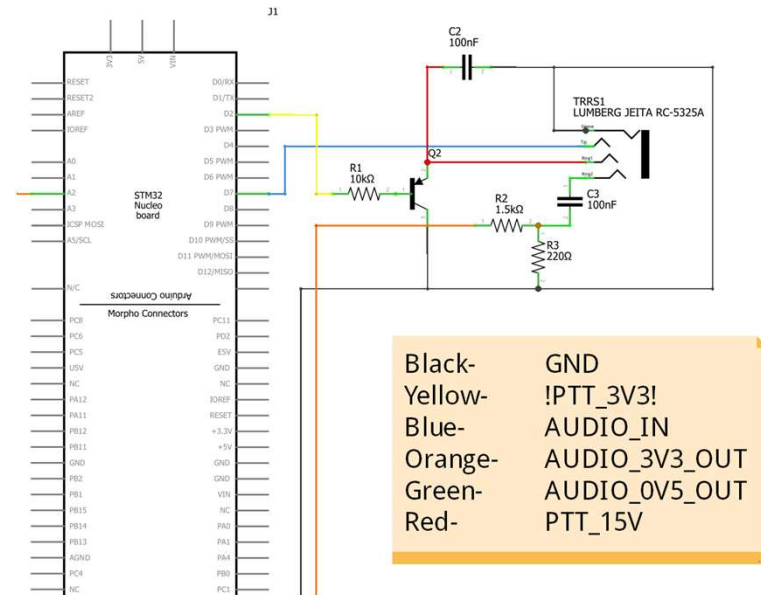 J1
3V3
5V
VIN
RESET
RESET2
AREF
IOREF
A0
A1
A2
A3
ICSP MOSI
A5/SCL
N/C
D0/RX
D1/TX
D2
D3 PWM
D4
D5 PWM
D6 PWM
D7
D8
D9 PWM
D10 PWM/SS
D11 PWM/MOSI
D12/MISO
STM32
Nucleo
board
Arduino Connectors
Morpho Connectors
PC8
PC6
PC5
U5V
NC
PA12
PA11
PB12
PB11
GND
PB2
PB1
PB15
PB14
PB13
AGND
PC4
NC
PC11
PD2
E5V
GND
NC
IOREF
RESET
+3.3V
+5V
GND
GND
VIN
NC
PA0
PA1
PA4
PB0
PC1
C2
100nF
TRRS1
LUMBERG JEITA RC-5325A
Tip
Ring1
Ring2
Q2
R1
10kΩ
R2
1.5kΩ
C3
100nF
R3
220Ω
Black- GND
Yellow- !PTT_3V3!
Blue- AUDIO_IN
Orange- AUDIO_3V3_OUT
Green- AUDIO_0V5_OUT
Red- PTT_15V